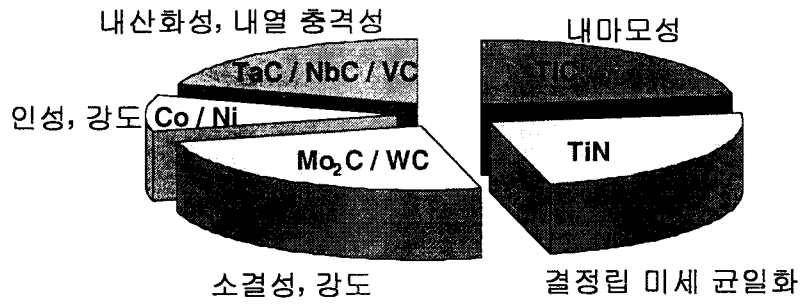 내산화성, 내열 충격성
내마모성
TaC / NbC / VC
TiC
인성, 강도
Co / Ni
Mo₂C / WC
TiN
소결성, 강도
결정립 미세 균일화